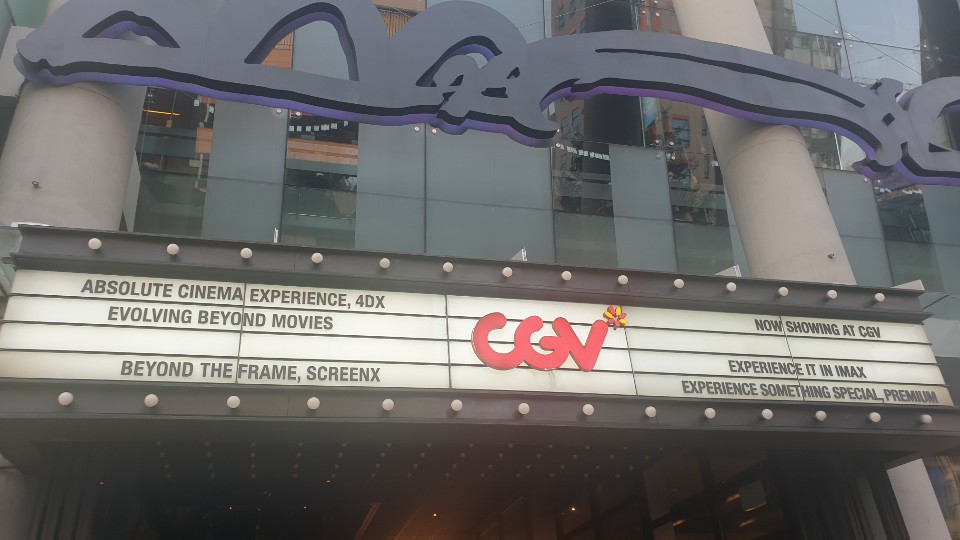 ABSOLUTE CINEMA EXPERIENCE, 4DX
EVOLVING BEYOND MOVIES
BEYOND THE FRAME, SCREENX
CGV
NOW SHOWING AT CGV
EXPERIENCE IT IN IMAX
EXPERIENCE SOMETHING SPECIAL, PREMIUM